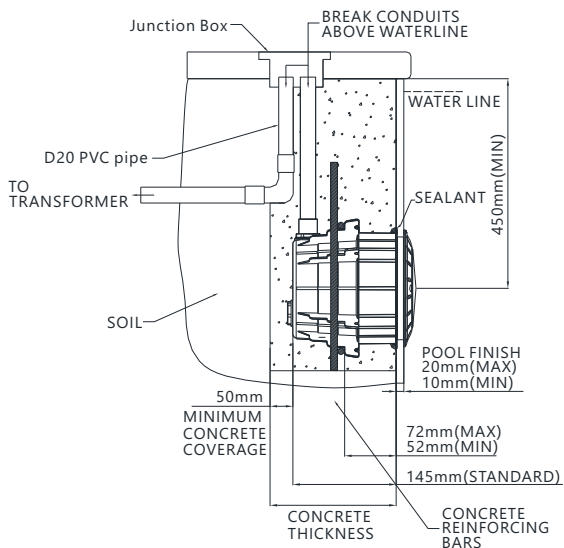 Junction Box
BREAK CONDUITS
ABOVE WATERLINE
WATER LINE
D20 PVC pipe
TO
TRANSFORMER
SEALANT
450mm(MIN)
SOIL
POOL FINISH
20mm(MAX)
10mm(MIN)
50mm
MINIMUM
CONCRETE
COVERAGE
72mm(MAX)
52mm(MIN)
145mm(STANDARD)
CONCRETE
THICKNESS
CONCRETE
REINFORCING
BARS